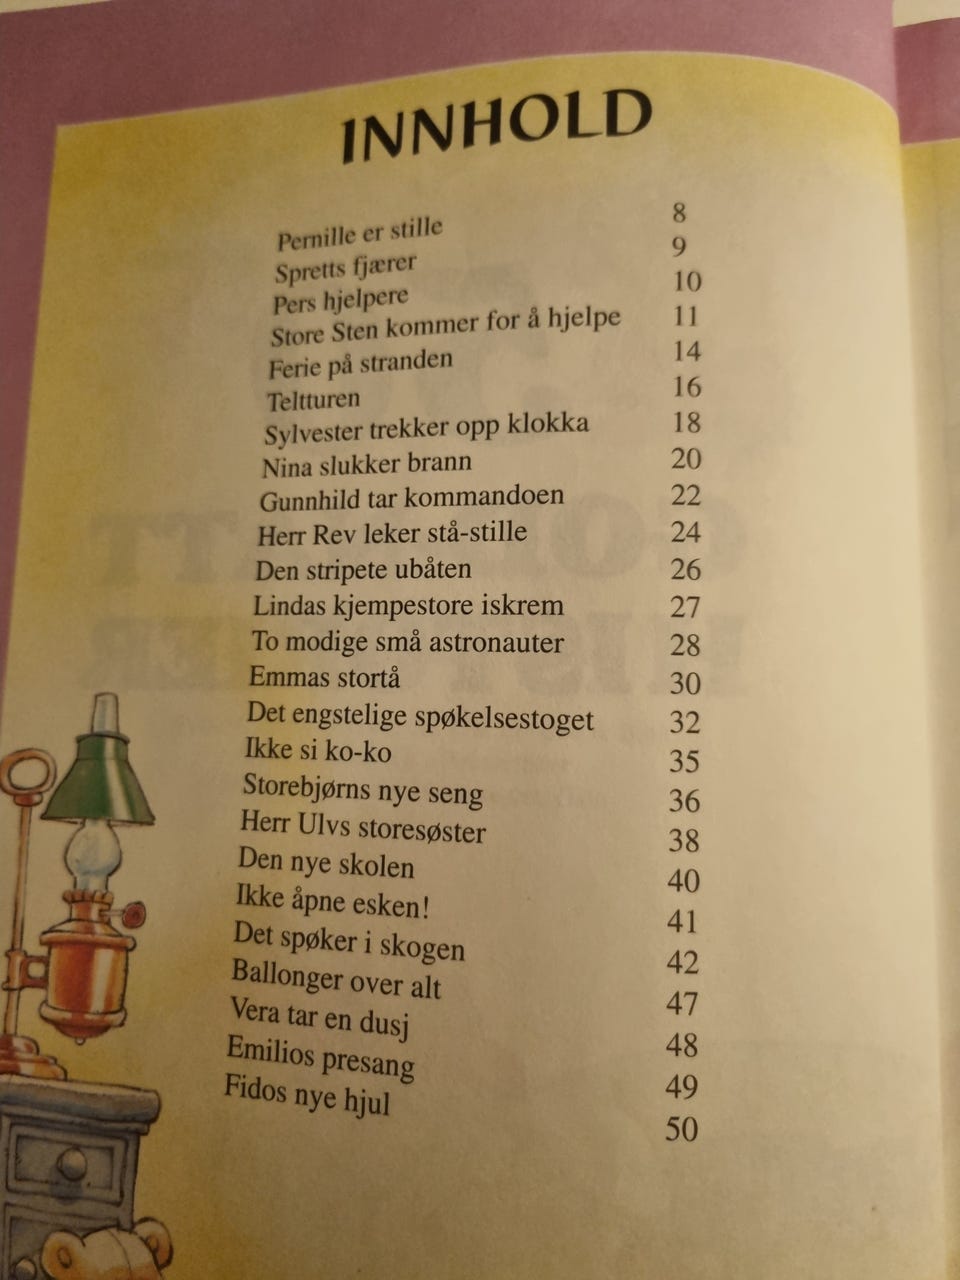 INNHOLD
Pernille er stille 8
Spretts fjærer 9
Pers hjelpere 10
Store Sten kommer for å hjelpe 11
Ferie på stranden 14
Teltturen 16
Sylvester trekker opp klokka 18
Nina slukker brann 20
Gunnhild tar kommandoen 22
Herr Rev leker stå-stille 24
Den stripete ubåten 26
Lindas kjempestore iskrem 27
To modige små astronauter 28
Emmas stortå 30
Det engstelige spøkelsestoget 32
Ikke si ko-ko 35
Storebjørns nye seng 36
Herr Ulvs storesøster 38
Den nye skolen 40
Ikke åpne esken! 41
Det spøker i skogen 42
Ballonger over alt 47
Vera tar en dusj 48
Emilios presang 49
Fidos nye hjul 50